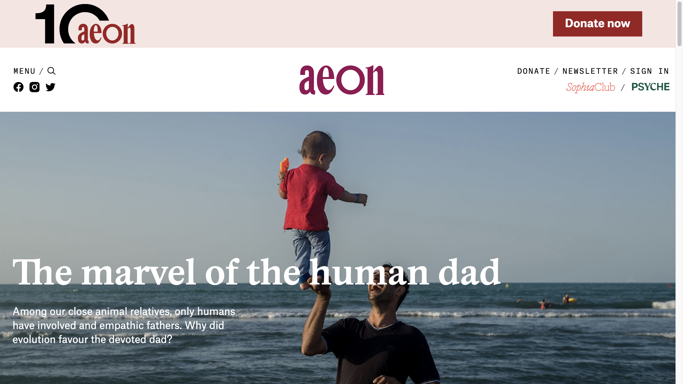 10 aeon
Donate now
MENU /
aeon
DONATE / NEWSLETTER / SIGN IN
SophiaClub / PSYCHE
The marvel of the human dad
Among our close animal relatives, only humans
have involved and empathic fathers. Why did
evolution favour the devoted dad?